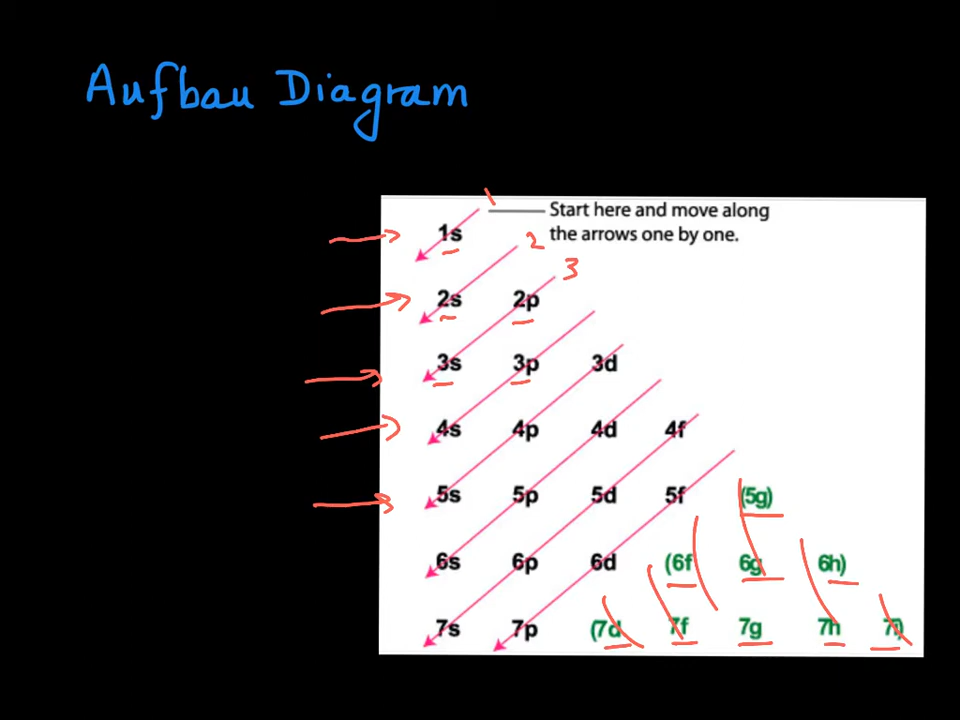 Aufbau Diagram
1
Start here and move along
1s
2
the arrows one by one.
3
2s 2p
3s 3p 3d
4s 4p 4d 4f
5s 5p 5d 5f (5g)
6s 6p 6d (6f 6g 6h)
7s 7p (7d 7f 7g 7h 7i)